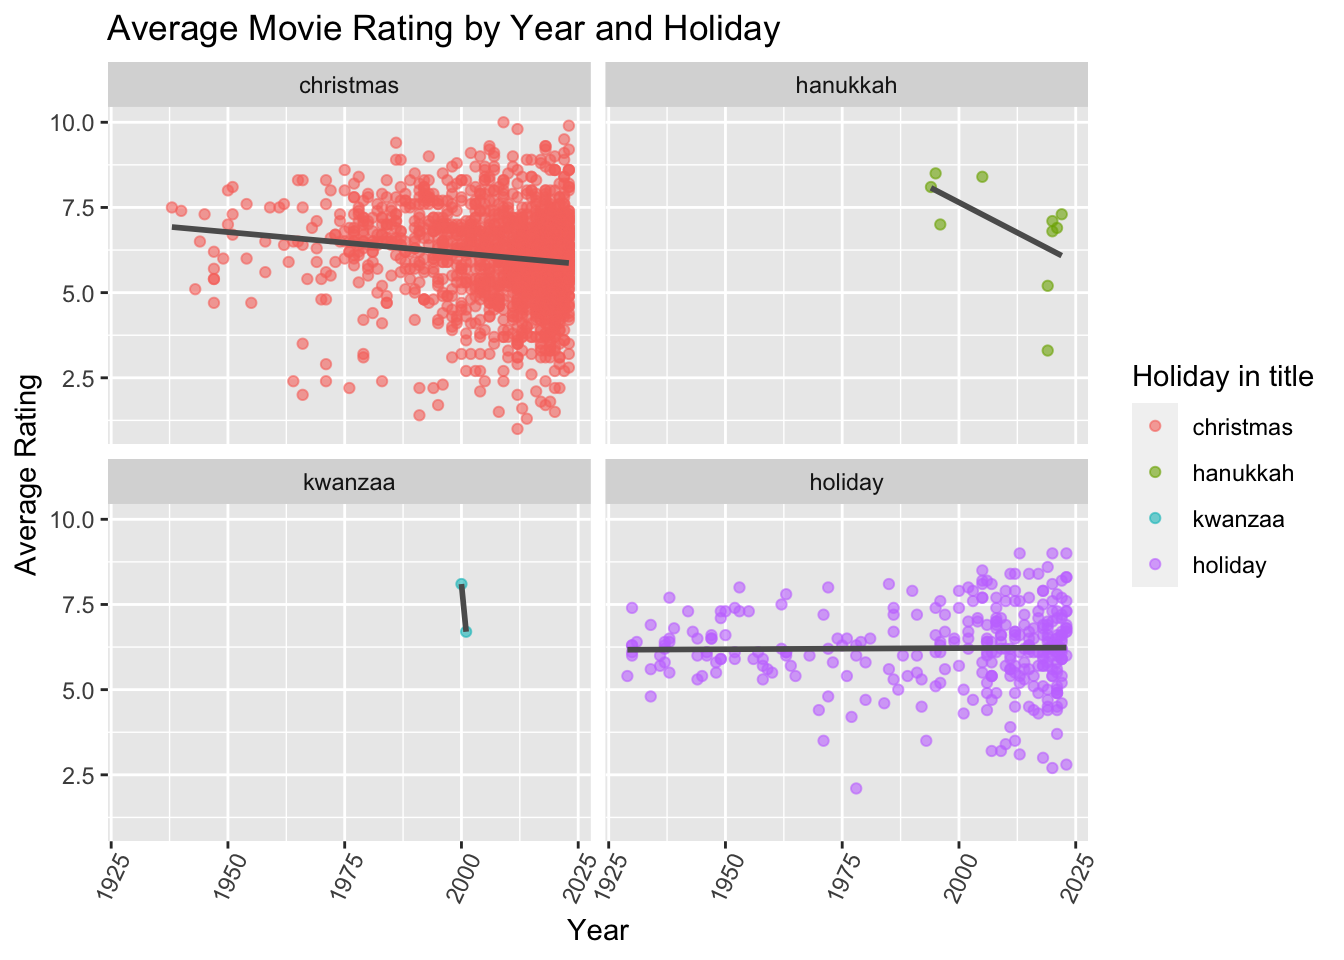 Average Movie Rating by Year and Holiday
christmas
hanukkah
10.0
7.5
5.0
2.5
kwanzaa
holiday
10.0
7.5
5.0
2.5
1925
1950
1975
2000
2025
1925
1950
1975
2000
2025
Year
Average Rating
Holiday in title
christmas
hanukkah
kwanzaa
holiday